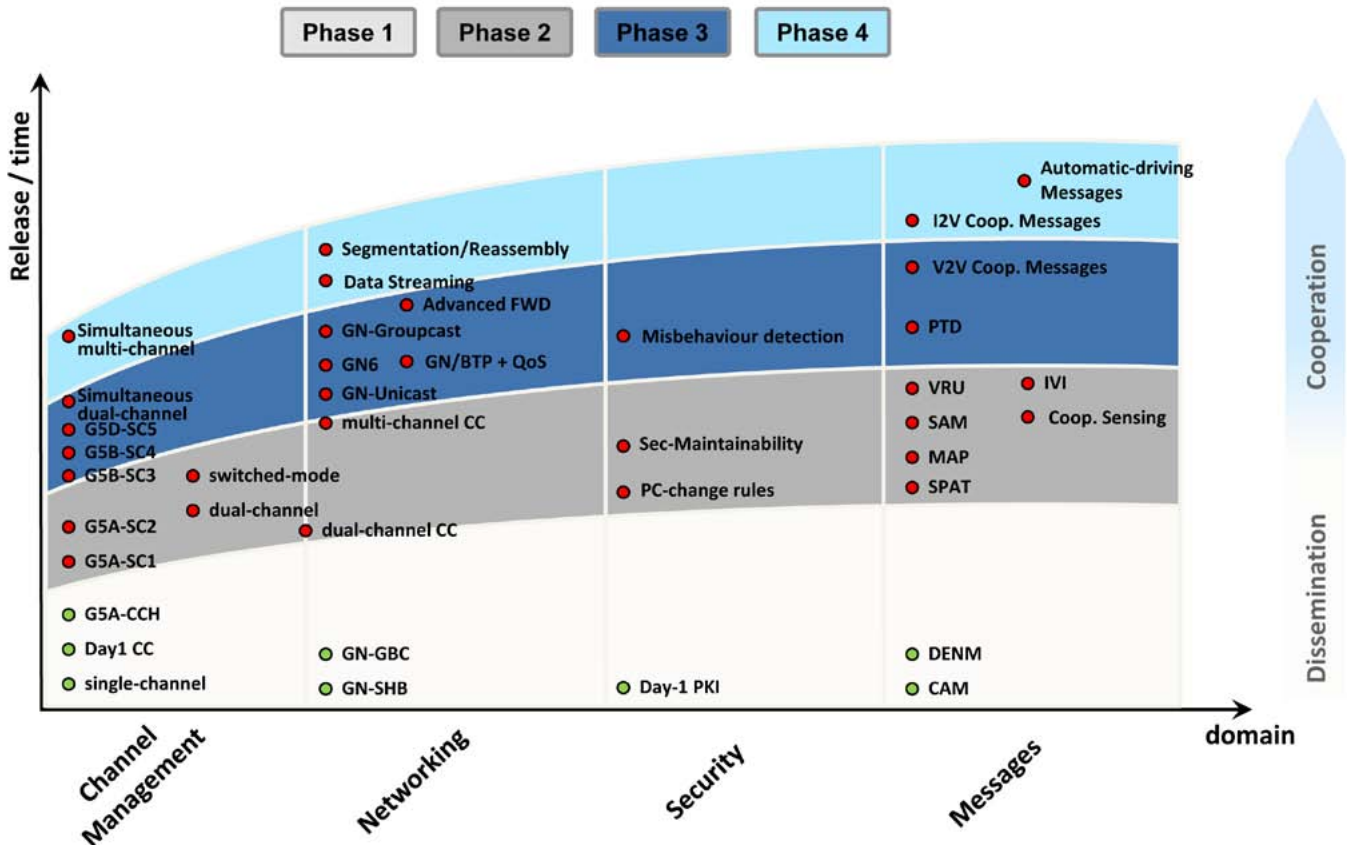 Phase 1
Phase 2
Phase 3
Phase 4
Release / time
Automatic-driving
Messages
I2V Coop. Messages
Segmentation/Reassembly
V2V Coop. Messages
Data Streaming
Advanced FWD
GN-Groupcast
PTD
Simultaneous
multi-channel
Misbehaviour detection
GN6
GN/BTP + QoS
GN-Unicast
VRU
IVI
Simultaneous
dual-channel
multi-channel CC
SAM
Coop. Sensing
G5D-SC5
G5B-SC4
Sec-Maintainability
MAP
G5B-SC3
switched-mode
PC-change rules
SPAT
dual-channel
G5A-SC2
dual-channel CC
G5A-SC1
G5A-CCH
Day1 CC
GN-GBC
DENM
single-channel
GN-SHB
Day-1 PKI
CAM
domain
Channel
Management
Networking
Security
Messages
Cooperation
Dissemination